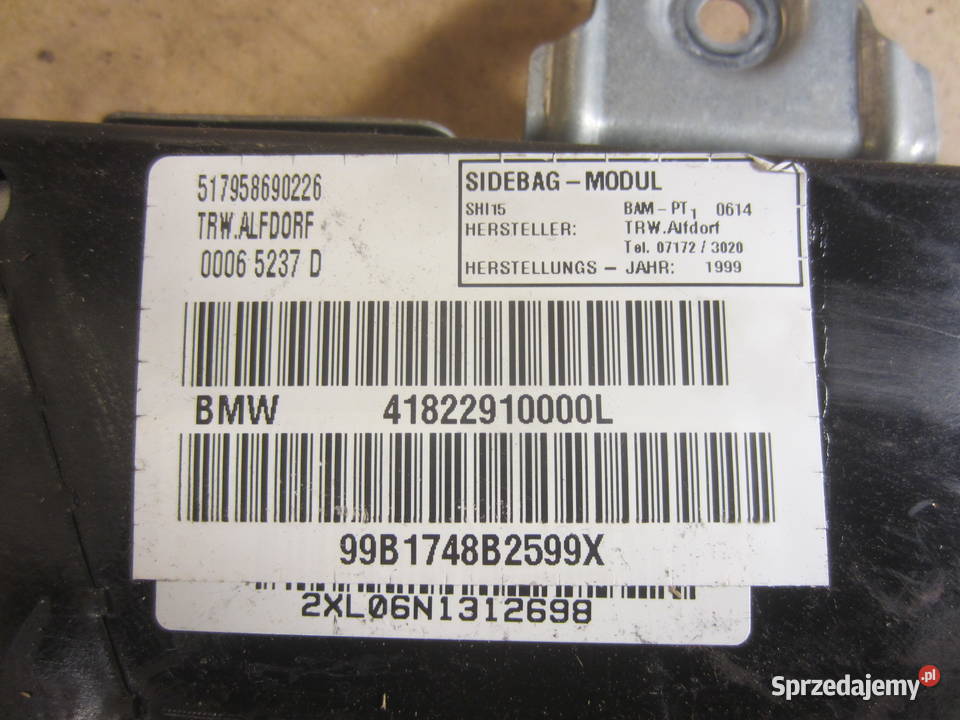 517958690226
TRW.ALFDORF
0006 5237 D
SIDEBAG – MODUL
SHI15 BAM – PT1 0614
HERSTELLER: TRW.Alfdorf
Tel. 07172 / 3020
HERSTELLUNGS – JAHR: 1999
BMW 41822910000L
99B1748B2599X
2XL06N1312698
Sprzedajemy.pl